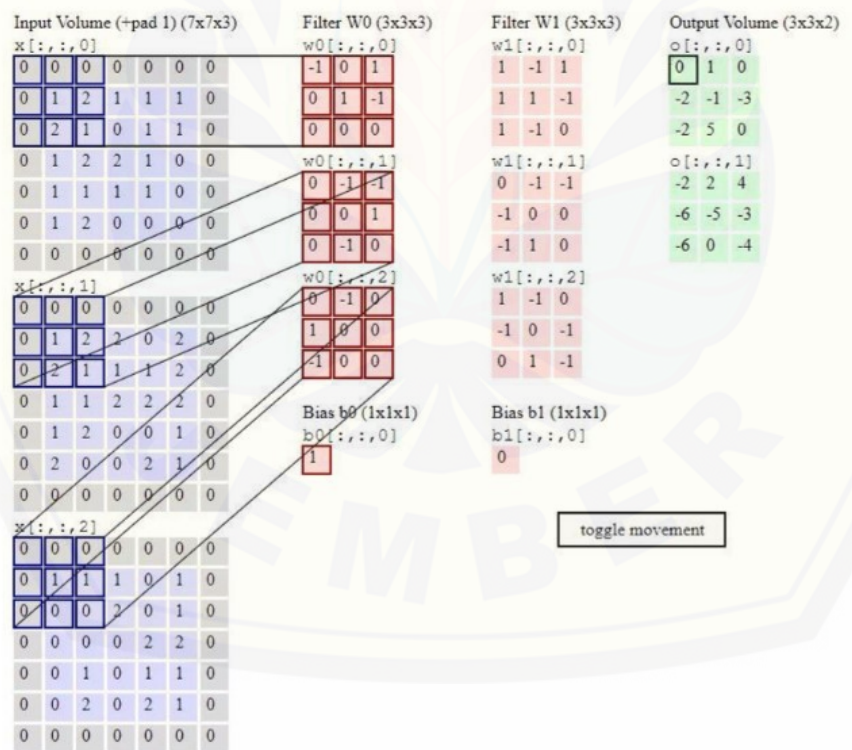 Input Volume (+pad 1) (7x7x3)
x[:,:,0]
0 0 0 0 0 0 0
0 1 2 1 1 1 0
0 2 1 0 1 1 0
0 1 2 2 1 0 0
0 1 1 1 1 0 0
0 1 2 0 0 0 0
0 0 0 0 0 0 0
x[:,:,1]
0 0 0 0 0 0 0
0 1 2 2 0 2 0
0 2 1 1 1 2 0
0 1 1 2 2 2 0
0 1 2 0 0 1 0
0 2 0 0 2 1 0
0 0 0 0 0 0 0
x[:,:,2]
0 0 0 0 0 0 0
0 1 1 1 0 1 0
0 0 0 2 0 1 0
0 0 0 0 2 2 0
0 0 1 0 1 1 0
0 0 2 0 2 1 0
0 0 0 0 0 0 0
Filter W0 (3x3x3)
w0[:,:,0]
-1 0 1
0 1 -1
0 0 0
w0[:,:,1]
0 -1 -1
0 0 1
0 -1 0
w0[:,:,2]
0 -1 0
1 0 0
-1 0 0
Bias b0 (1x1x1)
b0[:,:,0]
1
Filter W1 (3x3x3)
w1[:,:,0]
1 -1 1
1 1 -1
1 -1 0
w1[:,:,1]
0 -1 -1
-1 0 0
-1 1 0
w1[:,:,2]
1 -1 0
-1 0 -1
0 1 -1
Bias b1 (1x1x1)
b1[:,:,0]
0
Output Volume (3x3x2)
o[:,:,0]
0 1 0
-2 -1 -3
-2 5 0
o[:,:,1]
-2 2 4
-6 -5 -3
-6 0 -4
toggle movement
EMBER